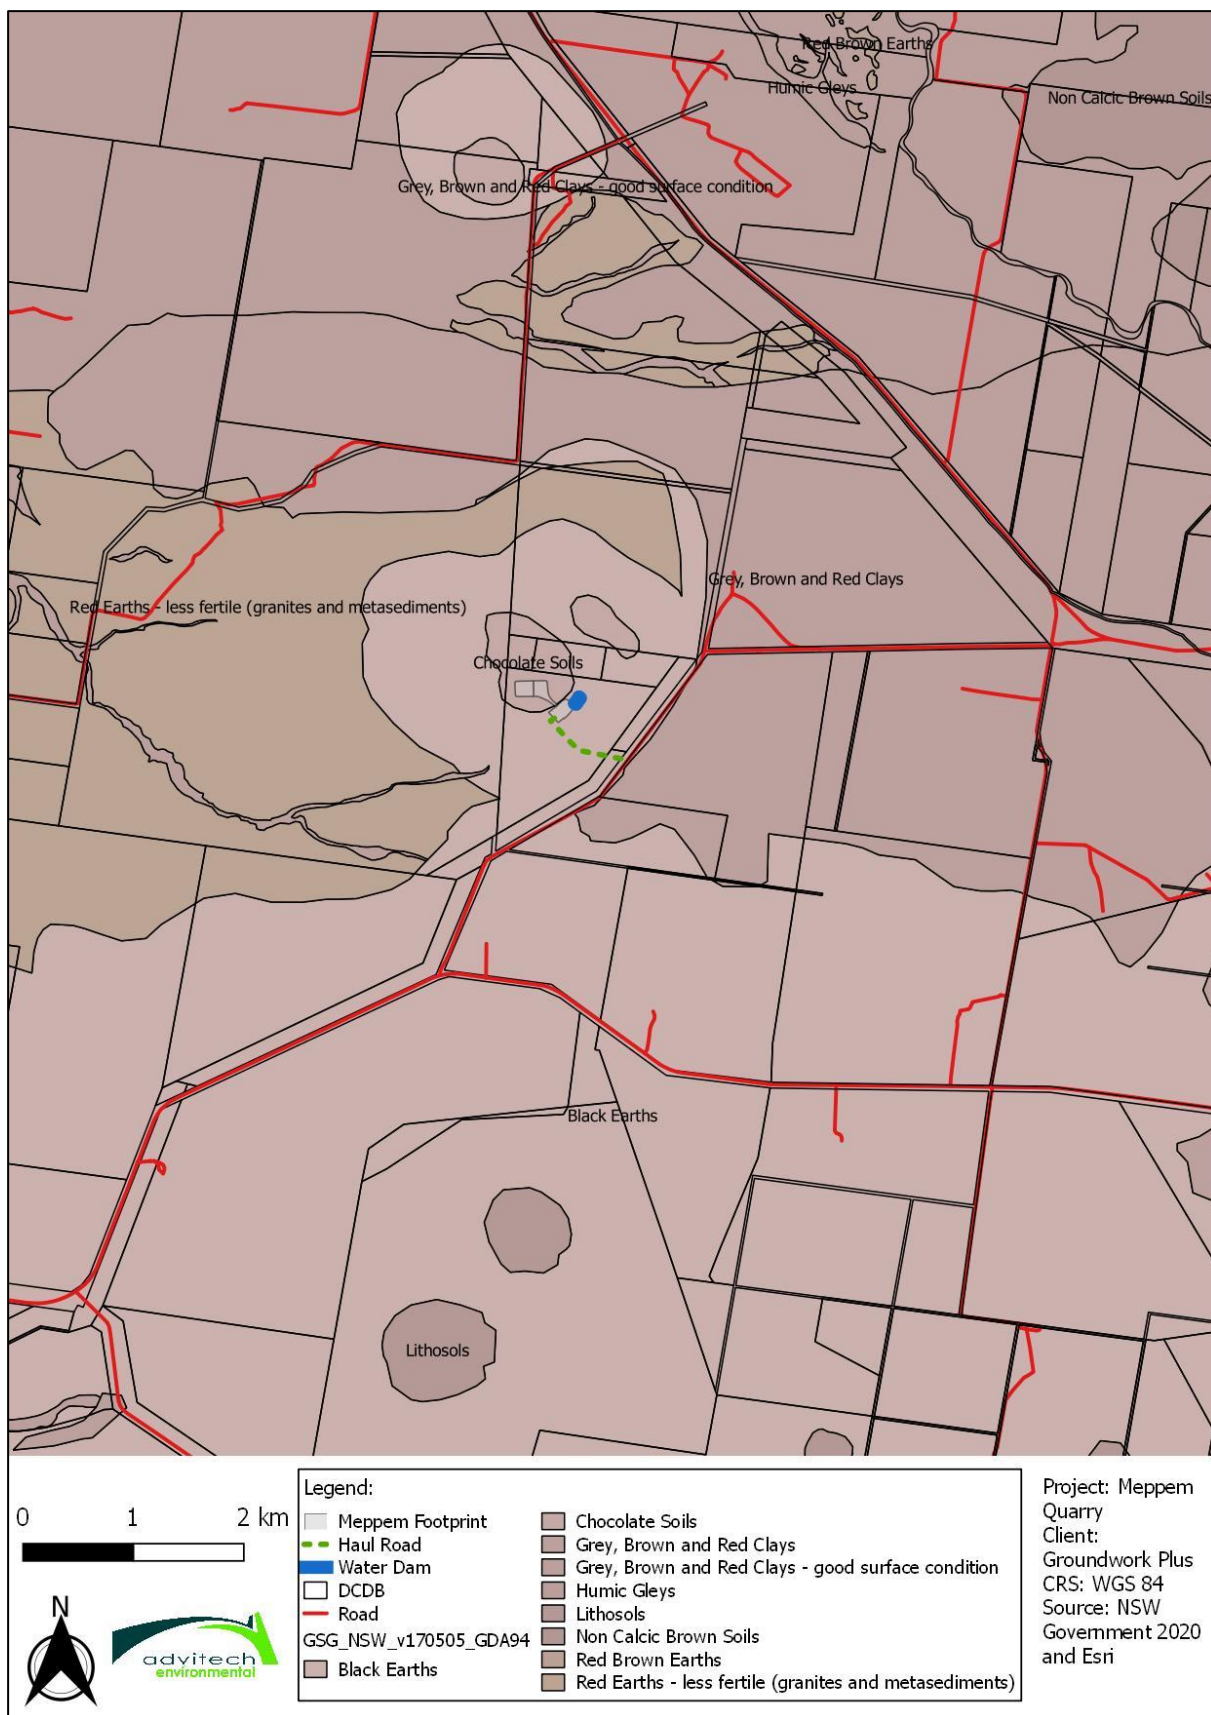 Red Brown Earths
Humic Gleys
Non Calcic Brown Soils
Grey, Brown and Red Clays - good surface condition
Grey, Brown and Red Clays
Red Earths - less fertile (granites and metasediments)
Chocolate Soils
Black Earths
Lithosols
0 1 2 km
N
advitech
environmental
Legend:
Meppem Footprint
Haul Road
Water Dam
DCDB
Road
GSG_NSW_v170505_GDA94
Black Earths
Chocolate Soils
Grey, Brown and Red Clays
Grey, Brown and Red Clays - good surface condition
Humic Gleys
Lithosols
Non Calcic Brown Soils
Red Brown Earths
Red Earths - less fertile (granites and metasediments)
Project: Meppem
Quarry
Client:
Groundwork Plus
CRS: WGS 84
Source: NSW
Government 2020
and Esri